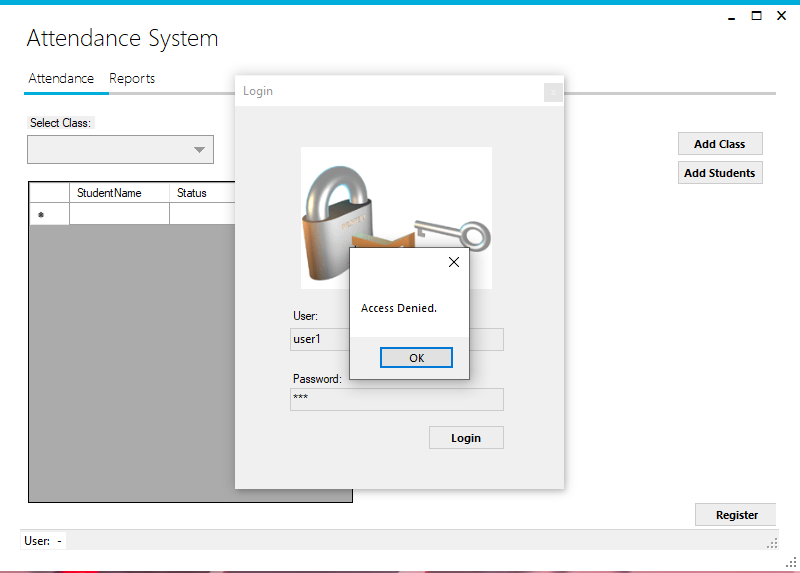 Attendance System
Attendance Reports
Login
Select Class:
Add Class
Add Students
StudentName Status
Access Denied.
OK
User:
user1
Password:
***
Login
Register
User: -